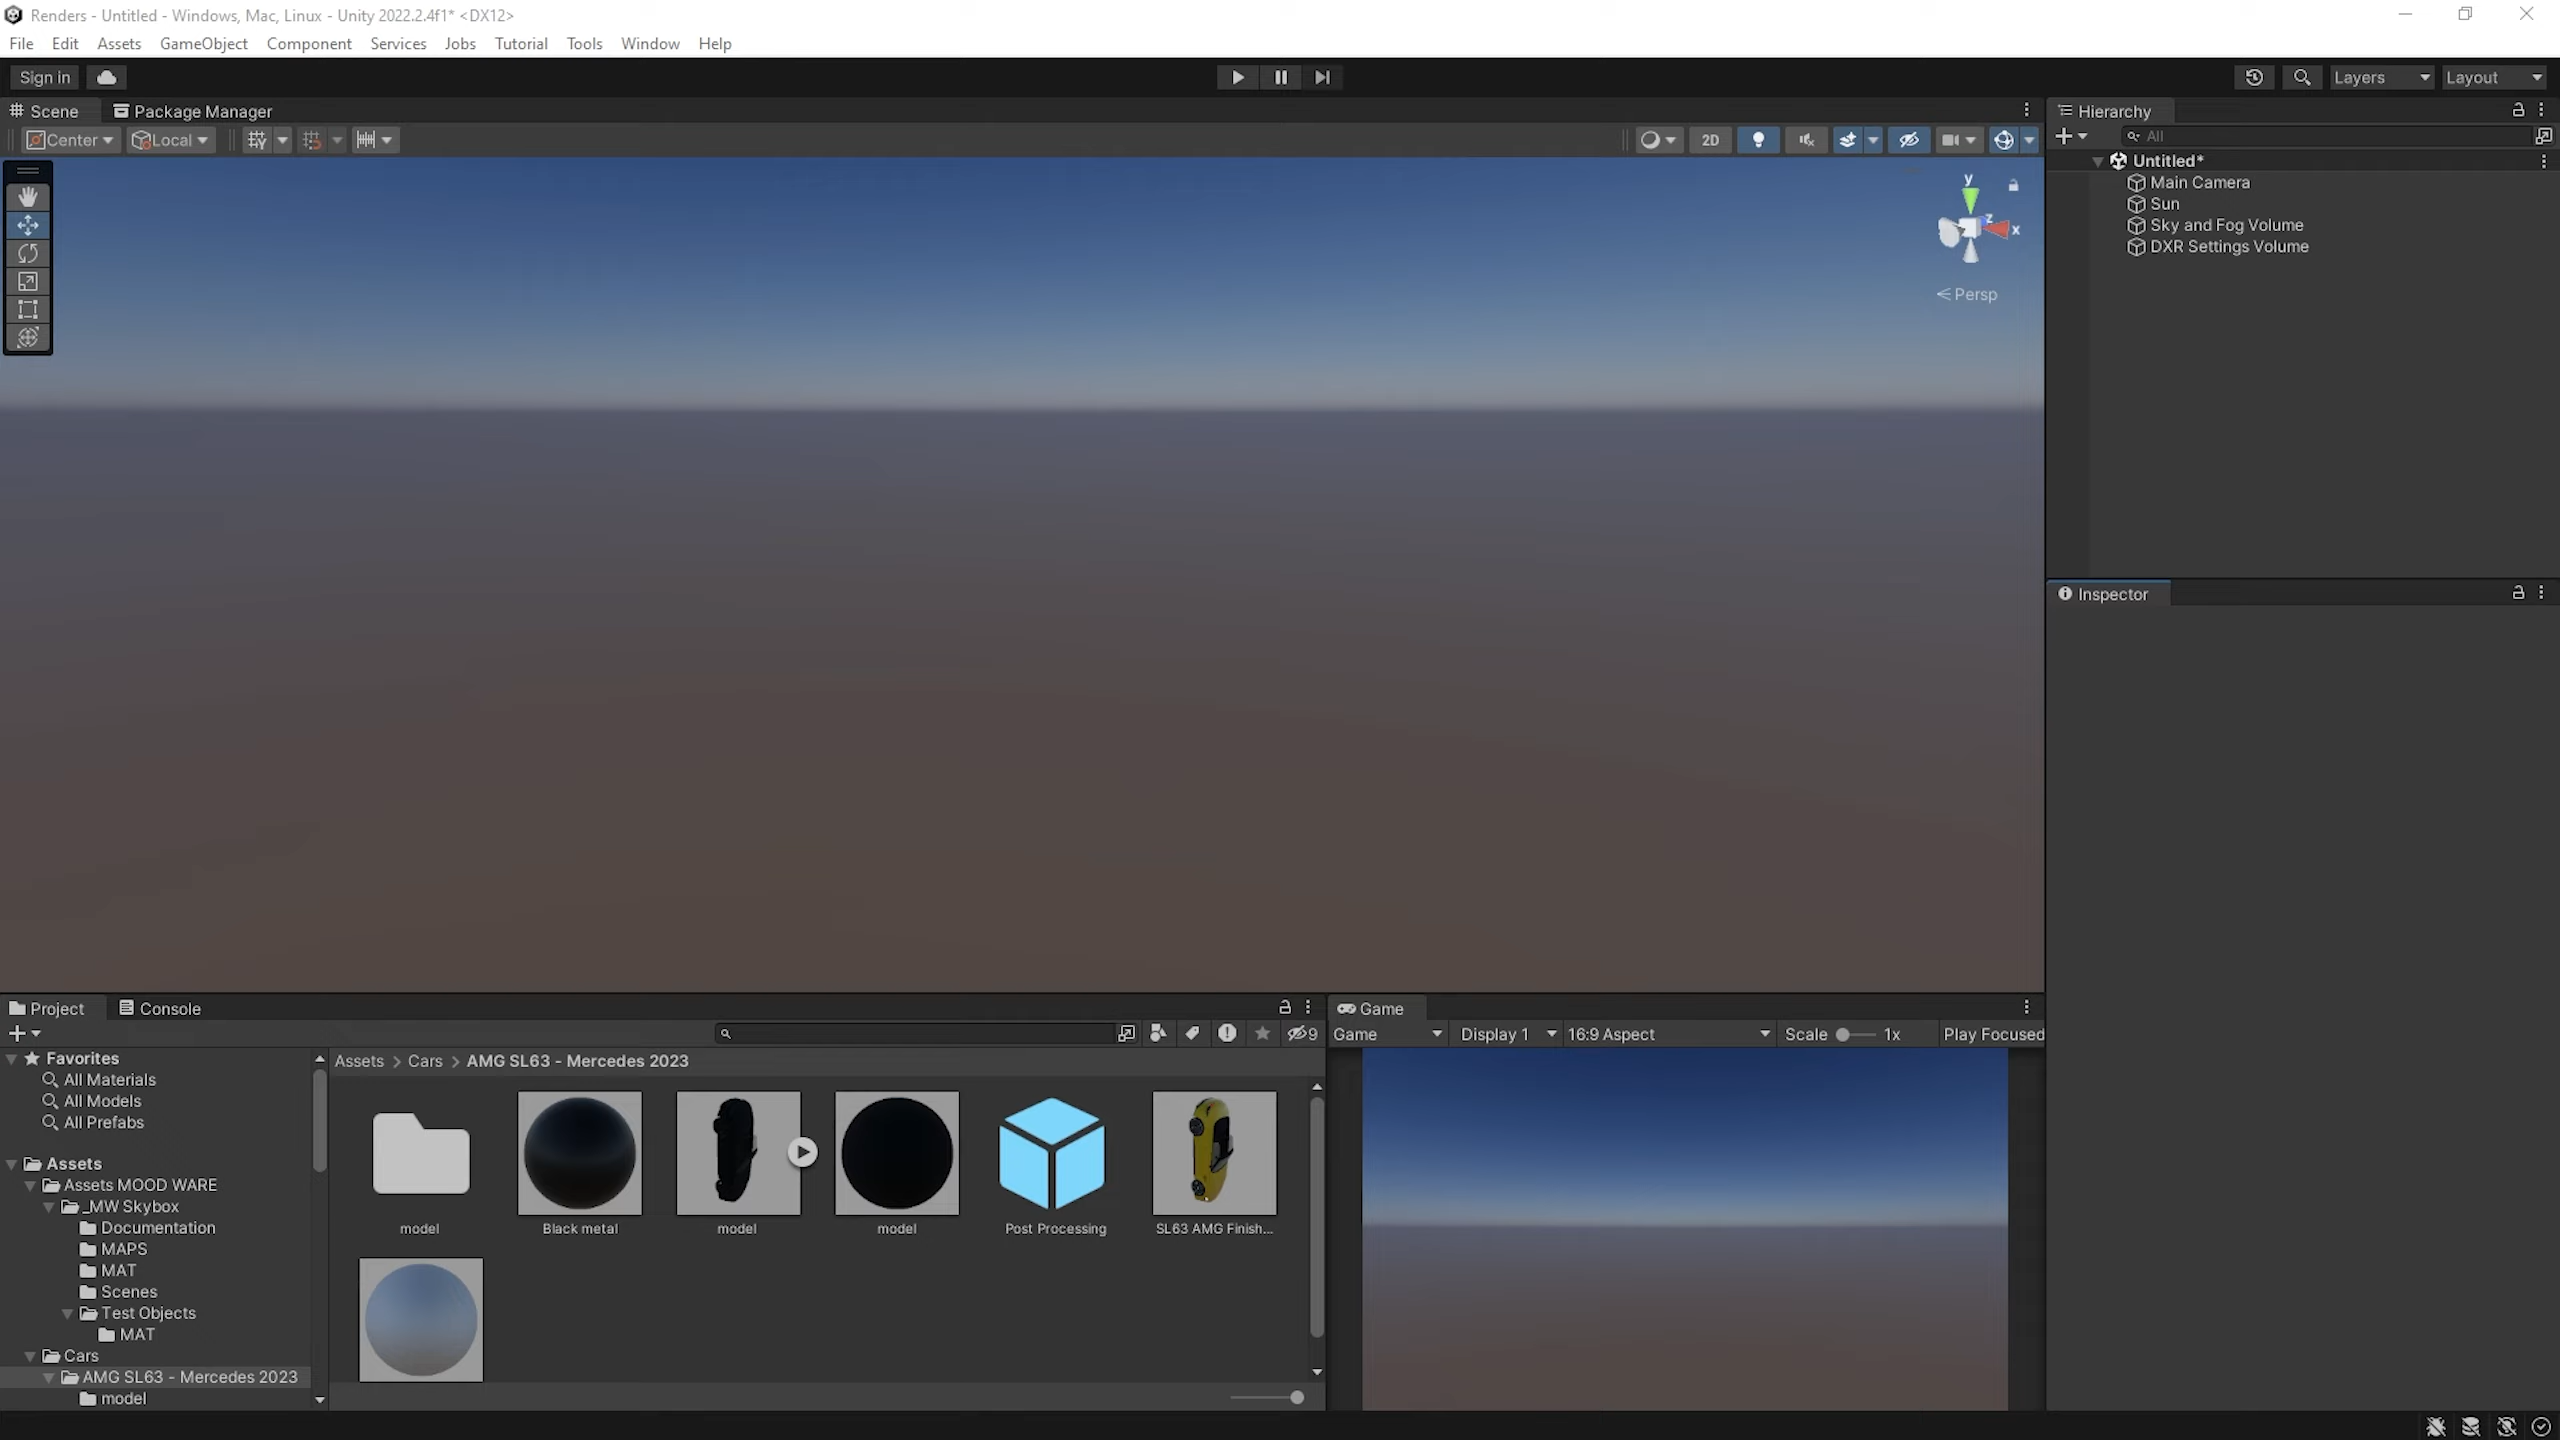 Renders - Untitled - Windows, Mac, Linux - Unity 2022.2.4f1* <DX12>
File Edit Assets GameObject Component Services Jobs Tutorial Tools Window Help
Sign in
Layers
Layout
Scene
Package Manager
Center
Local
2D
y
z
x
Persp
Hierarchy
All
Untitled*
Main Camera
Sun
Sky and Fog Volume
DXR Settings Volume
Inspector
Project
Console
9
Favorites
All Materials
All Models
All Prefabs
Assets
Assets MOOD WARE
_MW Skybox
Documentation
MAPS
MAT
Scenes
Test Objects
MAT
Cars
AMG SL63 - Mercedes 2023
model
Assets > Cars > AMG SL63 - Mercedes 2023
model
Black metal
model
model
Post Processing
SL63 AMG Finish...
Game
Game
Display 1
16:9 Aspect
Scale
1x
Play Focused